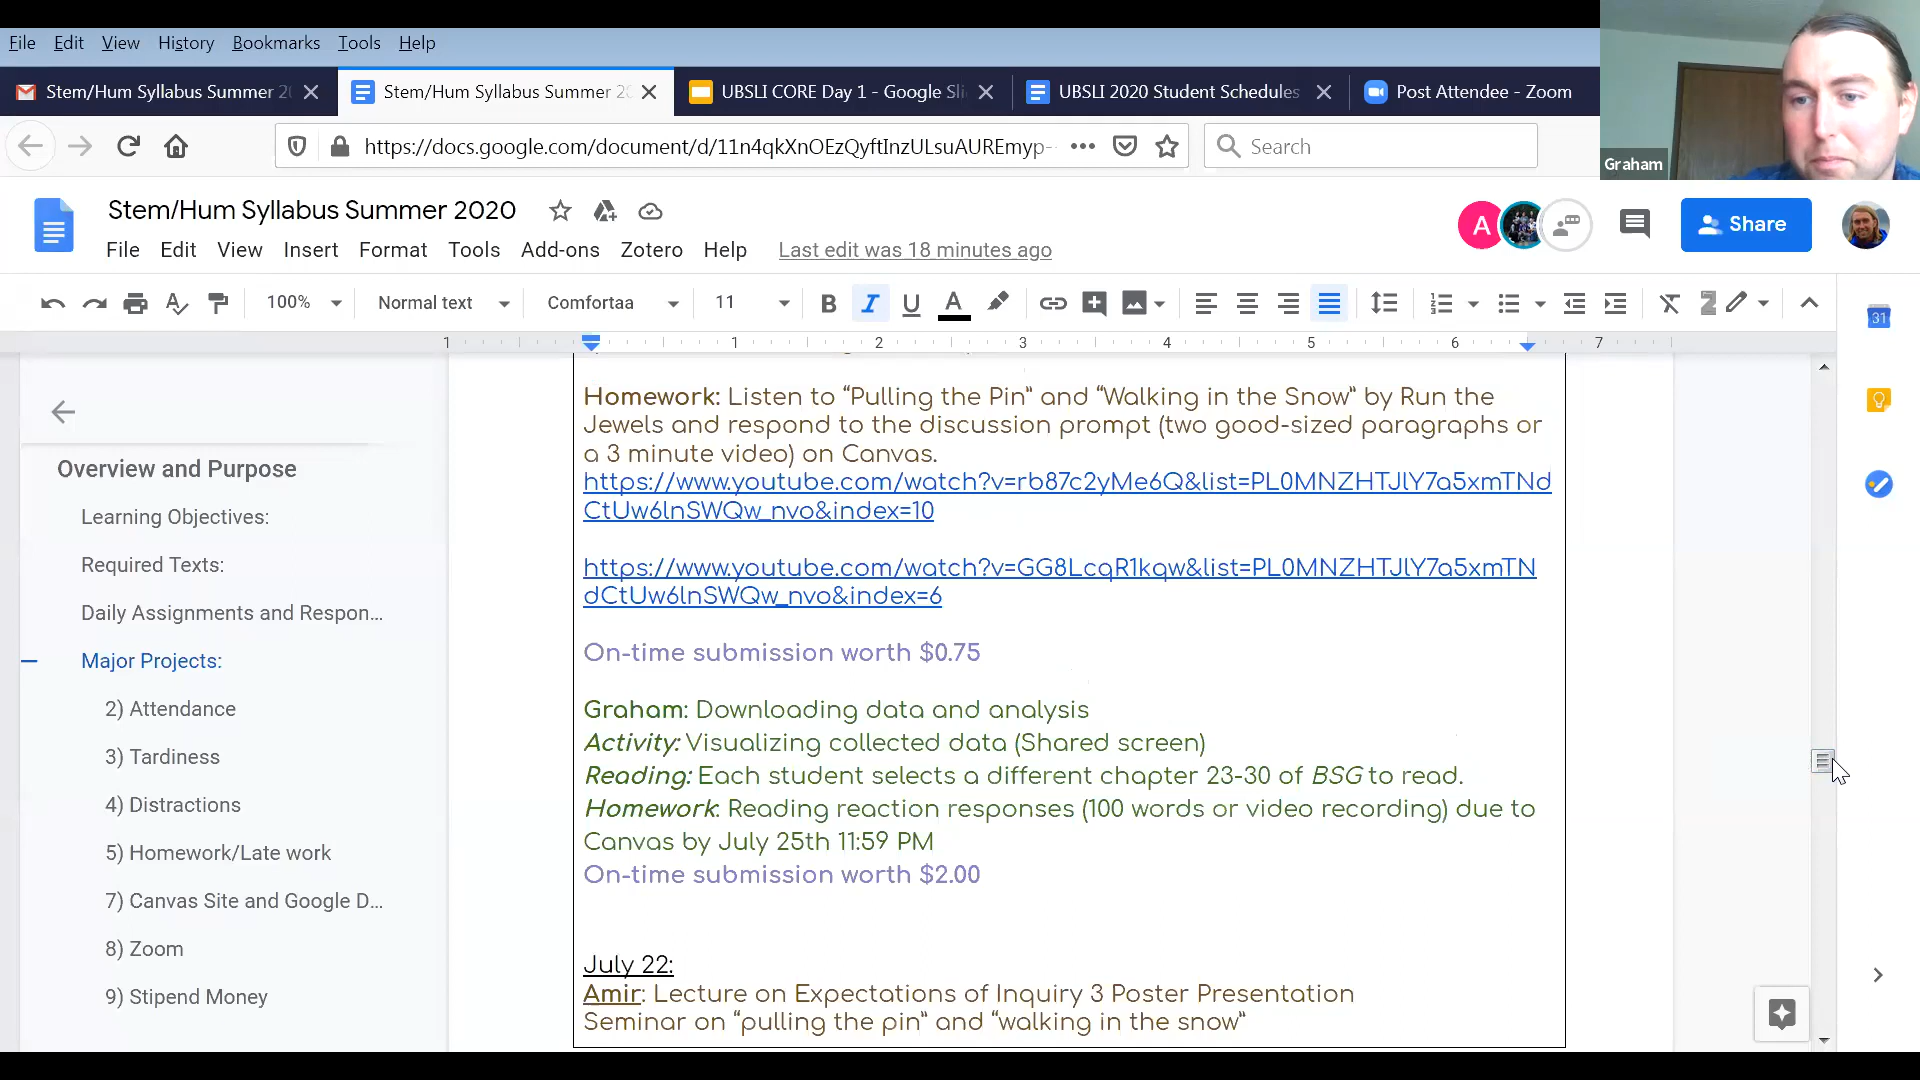 File Edit View History Bookmarks Tools Help
Stem/Hum Syllabus Summer 20
Stem/Hum Syllabus Summer 20
UBSLI CORE Day 1 - Google Sli
UBSLI 2020 Student Schedules
Post Attendee - Zoom
https://docs.google.com/document/d/11n4qkXnOEzQyftInzULsuAUREmyp-
Search
Graham
Stem/Hum Syllabus Summer 2020
A
Share
File Edit View Insert Format Tools Add-ons Zotero Help Last edit was 18 minutes ago
100% Normal text Comfortaa 11 B I U A
1 1 2 3 4 5 6 7
31
Overview and Purpose
Learning Objectives:
Required Texts:
Daily Assignments and Respon...
Major Projects:
2) Attendance
3) Tardiness
4) Distractions
5) Homework/Late work
7) Canvas Site and Google D...
8) Zoom
9) Stipend Money
Homework: Listen to “Pulling the Pin” and “Walking in the Snow” by Run the
Jewels and respond to the discussion prompt (two good-sized paragraphs or
a 3 minute video) on Canvas.
https://www.youtube.com/watch?v=rb87c2yMe6Q&list=PL0MNZHTJlY7a5xmTNd
CtUw6lnSWQw_nvo&index=10
https://www.youtube.com/watch?v=GG8LcqR1kqw&list=PL0MNZHTJlY7a5xmTN
dCtUw6lnSWQw_nvo&index=6
On-time submission worth $0.75
Graham: Downloading data and analysis
Activity: Visualizing collected data (Shared screen)
Reading: Each student selects a different chapter 23-30 of BSG to read.
Homework: Reading reaction responses (100 words or video recording) due to
Canvas by July 25th 11:59 PM
On-time submission worth $2.00
July 22:
Amir: Lecture on Expectations of Inquiry 3 Poster Presentation
Seminar on “pulling the pin” and “walking in the snow”